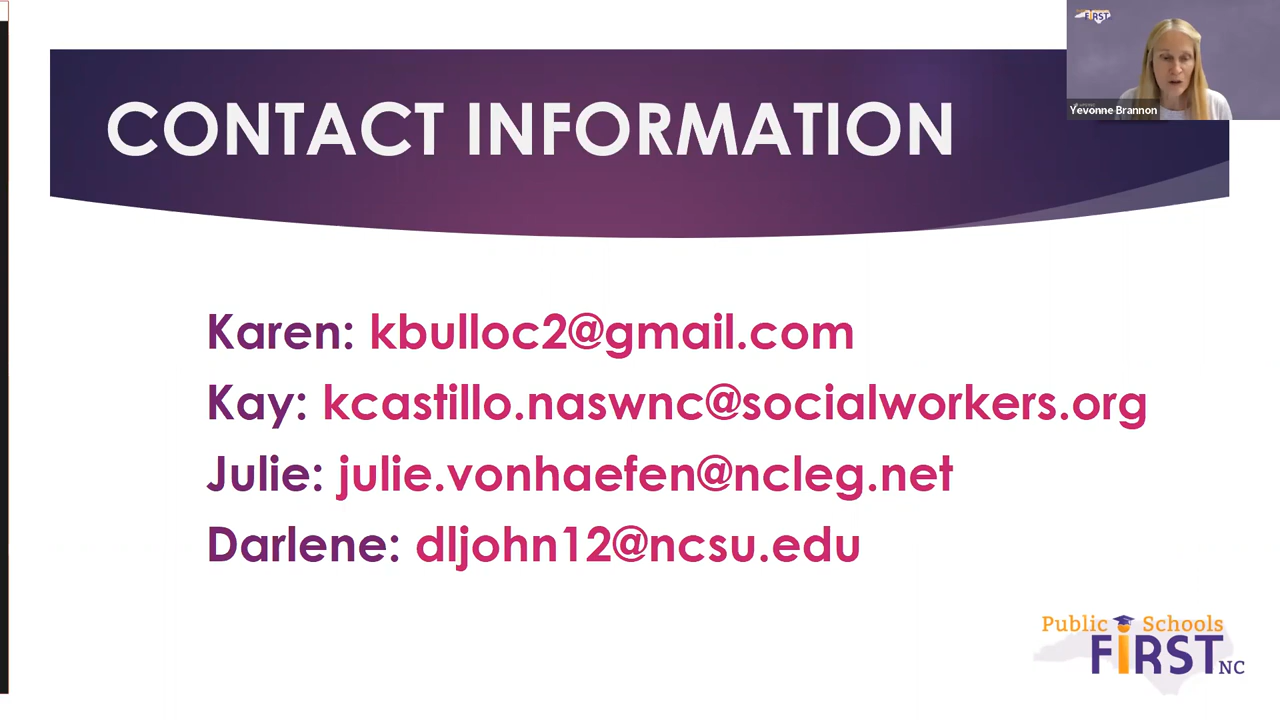 CONTACT INFORMATION
Yevonne Brannon
Karen: kbulloc2@gmail.com
Kay: kcastillo.naswnc@socialworkers.org
Julie: julie.vonhaefen@ncleg.net
Darlene: dljohn12@ncsu.edu
Public Schools
FiRST NC